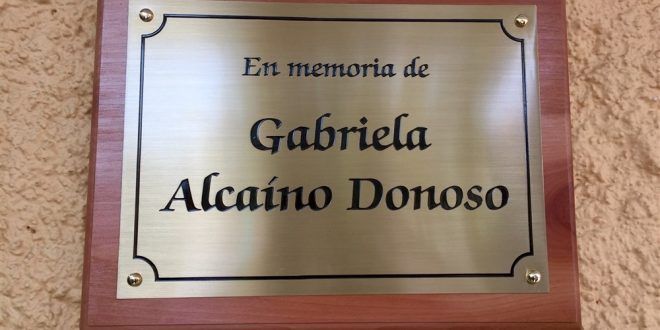 En memoria de
Gabriela
Alcaíno Donoso